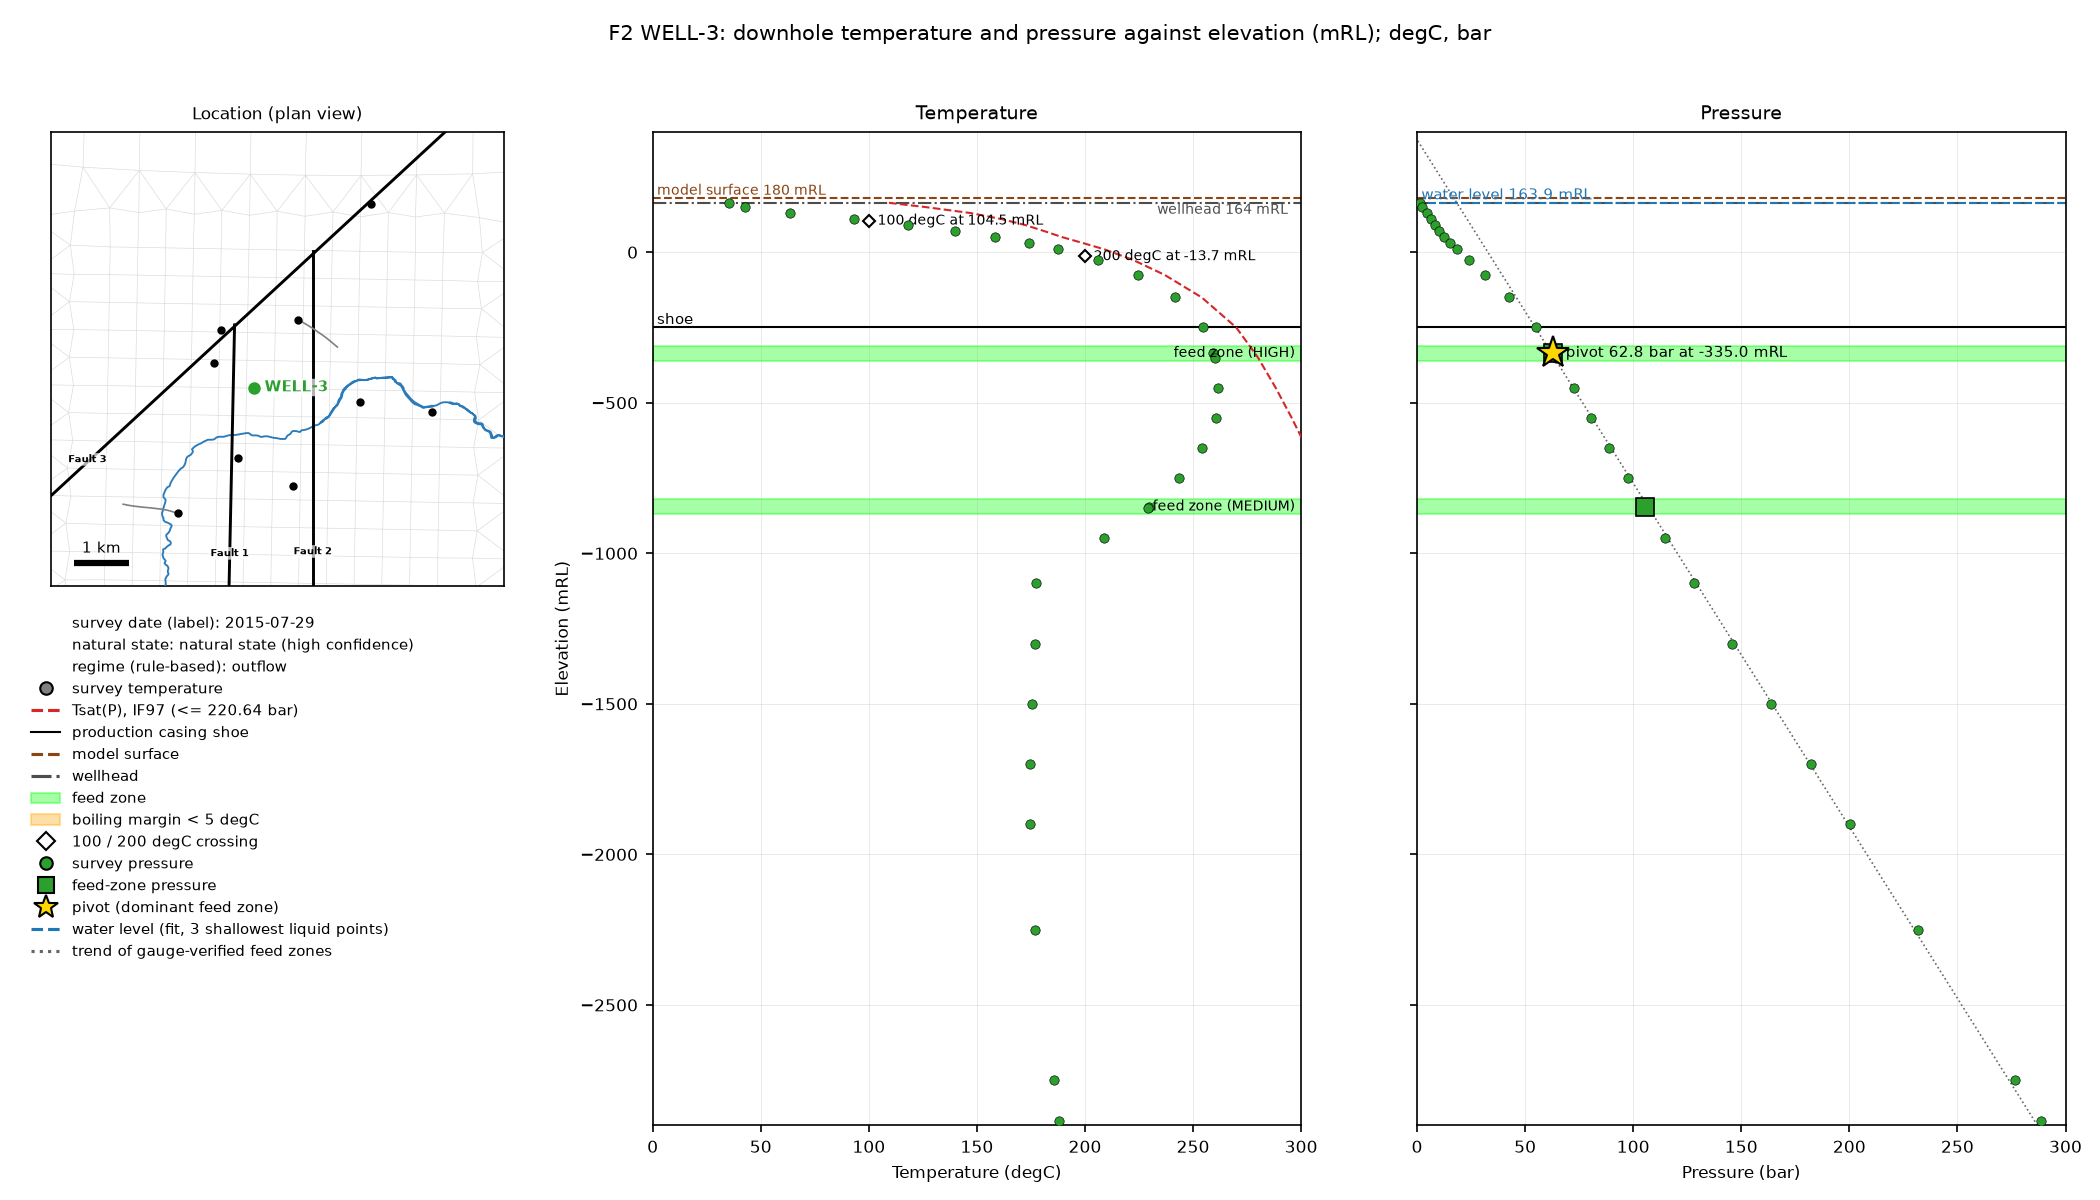 F2 WELL-3: downhole temperature and pressure against elevation (mRL); degC, bar
Location (plan view)
WELL-3
Fault 3
Fault 1
Fault 2
1 km
survey date (label): 2015-07-29
natural state: natural state (high confidence)
regime (rule-based): outflow
survey temperature
Tsat(P), IF97 (<= 220.64 bar)
production casing shoe
model surface
wellhead
feed zone
boiling margin < 5 degC
100 / 200 degC crossing
survey pressure
feed-zone pressure
pivot (dominant feed zone)
water level (fit, 3 shallowest liquid points)
trend of gauge-verified feed zones
Temperature
model surface 180 mRL
wellhead 164 mRL
100 degC at 104.5 mRL
200 degC at -13.7 mRL
shoe
feed zone (HIGH)
feed zone (MEDIUM)
Elevation (mRL)
0
−500
−1000
−1500
−2000
−2500
0 50 100 150 200 250 300
Temperature (degC)
Pressure
water level 163.9 mRL
pivot 62.8 bar at -335.0 mRL
0 50 100 150 200 250 300
Pressure (bar)